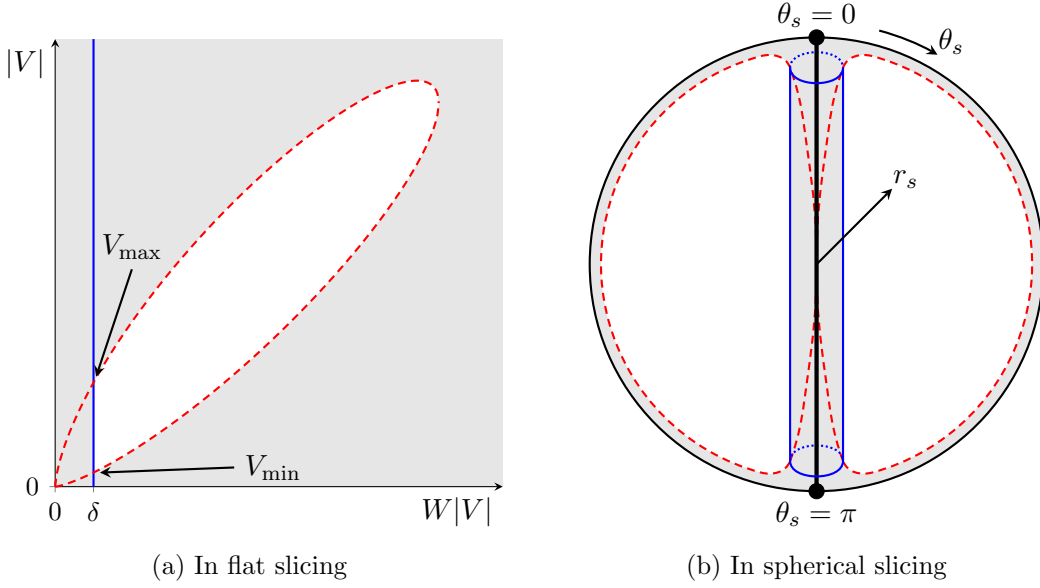 |V|
V_max
V_min
0
0
δ
W|V|
(a) In flat slicing
θ_s = 0
θ_s
r_s
θ_s = π
(b) In spherical slicing